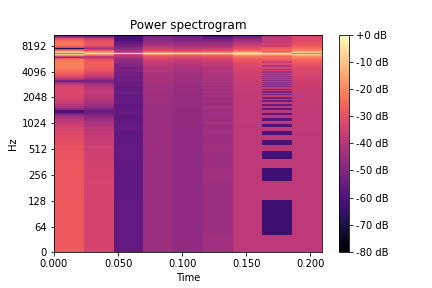 Power spectrogram
8192
4096
2048
1024
512
256
128
64
0
Hz
0.000 0.050 0.100 0.150 0.200
Time
+0 dB
-10 dB
-20 dB
-30 dB
-40 dB
-50 dB
-60 dB
-70 dB
-80 dB